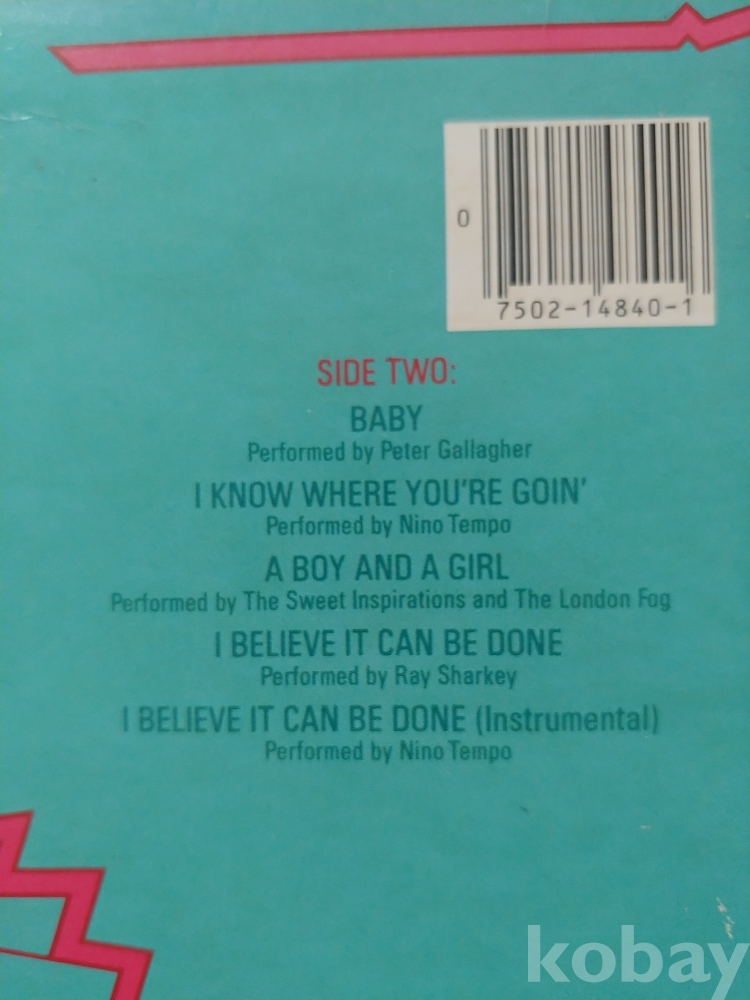 0
7502-14840-1
SIDE TWO:
BABY
Performed by Peter Gallagher
I KNOW WHERE YOU'RE GOIN'
Performed by Nino Tempo
A BOY AND A GIRL
Performed by The Sweet Inspirations and The London Fog
I BELIEVE IT CAN BE DONE
Performed by Ray Sharkey
I BELIEVE IT CAN BE DONE (Instrumental)
Performed by Nino Tempo
kobay